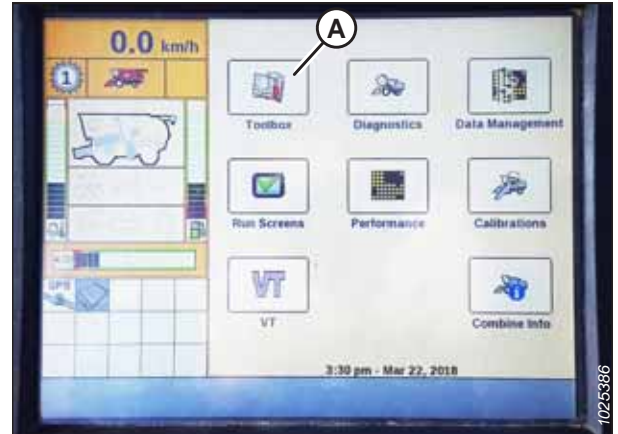 A
0.0 km/h
1
Toolbox
Diagnostics
Data Management
Run Screens
Performance
Calibrations
GPS
VT
VT
Combine Info
3:30 pm - Mar 22, 2018
1025386